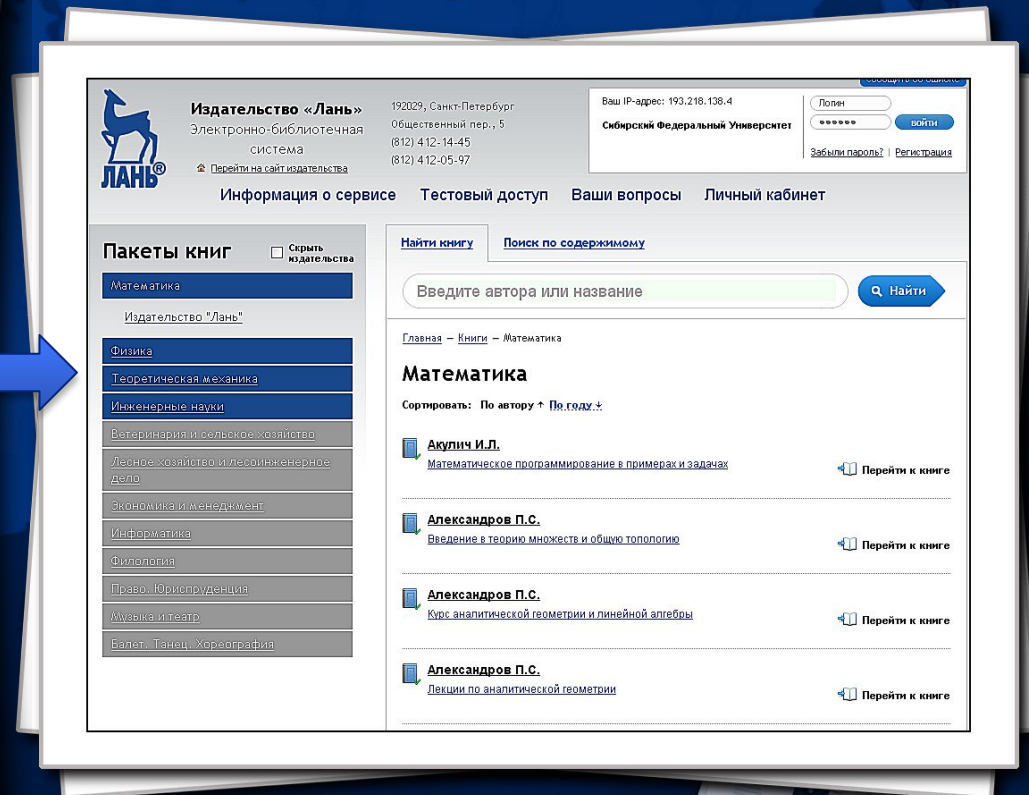 Сообщить об ошибке
ЛАНЬ®
Издательство «Лань»
Электронно-библиотечная
система
Перейти на сайт издательства
192029, Санкт-Петербург
Общественный пер., 5
(812) 412-14-45
(812) 412-05-97
Ваш IP-адрес: 193.218.138.4
Сибирский Федеральный Университет
Логин
••••••
войти
Забыли пароль? | Регистрация
Информация о сервисе Тестовый доступ Ваши вопросы Личный кабинет
Пакеты книг
Скрыть
издательства
Математика
Издательство "Лань"
Физика
Теоретическая механика
Инженерные науки
Ветеринария и сельское хозяйство
Лесное хозяйство и лесоинженерное
дело
Экономика и менеджмент
Информатика
Филология
Право. Юриспруденция
Музыка и театр
Балет. Танец. Хореография
Найти книгу Поиск по содержимому
Введите автора или название
Найти
Главная – Книги – Математика
Математика
Сортировать: По автору ↑ По году ↓
Акулич И.Л.
Математическое программирование в примерах и задачах
Перейти к книге
Александров П.С.
Введение в теорию множеств и общую топологию
Перейти к книге
Александров П.С.
Курс аналитической геометрии и линейной алгебры
Перейти к книге
Александров П.С.
Лекции по аналитической геометрии
Перейти к книге